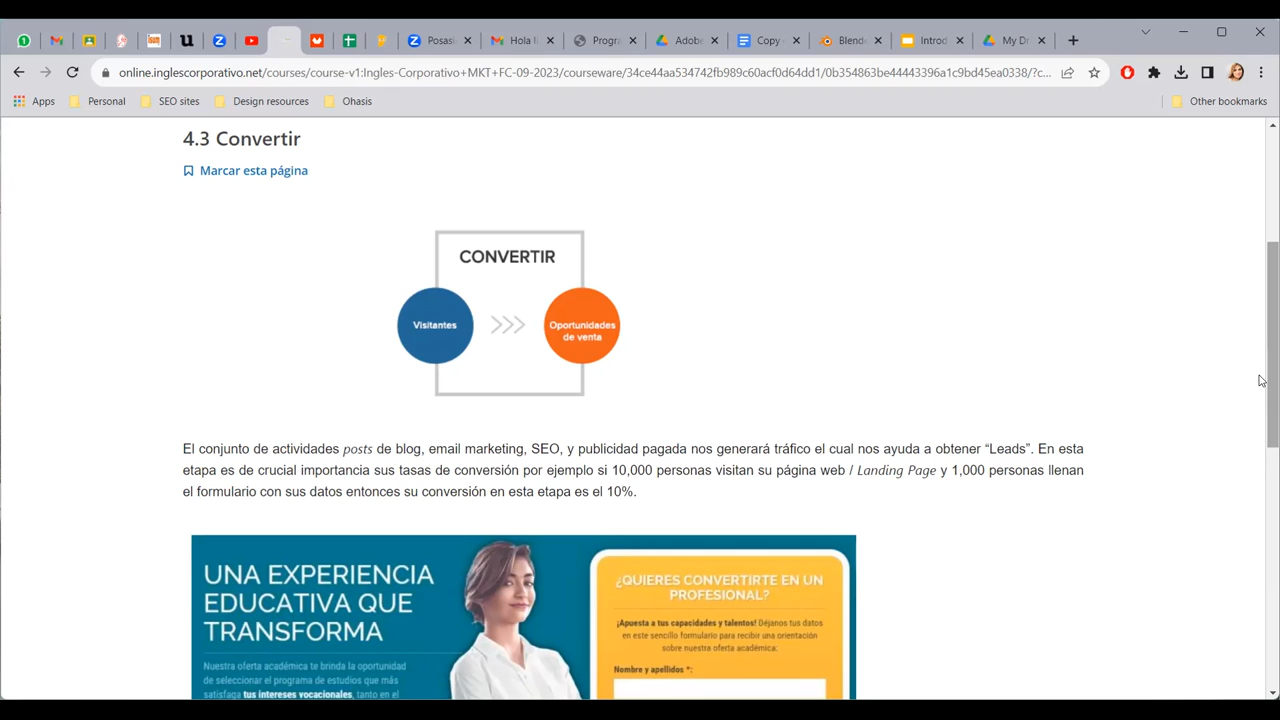 Posasi
Hola l
Progra
Adobe
Copy
Blende
Introd
My Dr
online.inglescorporativo.net/courses/course-v1:Ingles-Corporativo+MKT+FC-09-2023/courseware/34ce44aa534742fb989c60acf0d64dd1/0b354863be44443396a1c9bd45ea0338/?c...
Apps
Personal
SEO sites
Design resources
Ohasis
Other bookmarks
4.3 Convertir
Marcar esta página
CONVERTIR
Visitantes
Oportunidades
de venta
El conjunto de actividades posts de blog, email marketing, SEO, y publicidad pagada nos generará tráfico el cual nos ayuda a obtener “Leads”. En esta
etapa es de crucial importancia sus tasas de conversión por ejemplo si 10,000 personas visitan su página web / Landing Page y 1,000 personas llenan
el formulario con sus datos entonces su conversión en esta etapa es el 10%.
UNA EXPERIENCIA
EDUCATIVA QUE
TRANSFORMA
Nuestra oferta académica te brinda la oportunidad
de seleccionar el programa de estudios que más
satisfaga tus intereses vocacionales, tanto en el
¿QUIERES CONVERTIRTE EN UN
PROFESIONAL?
¡Apuesta a tus capacidades y talentos! Déjanos tus datos
en este sencillo formulario para recibir una orientación
sobre nuestra oferta académica:
Nombre y apellidos *: